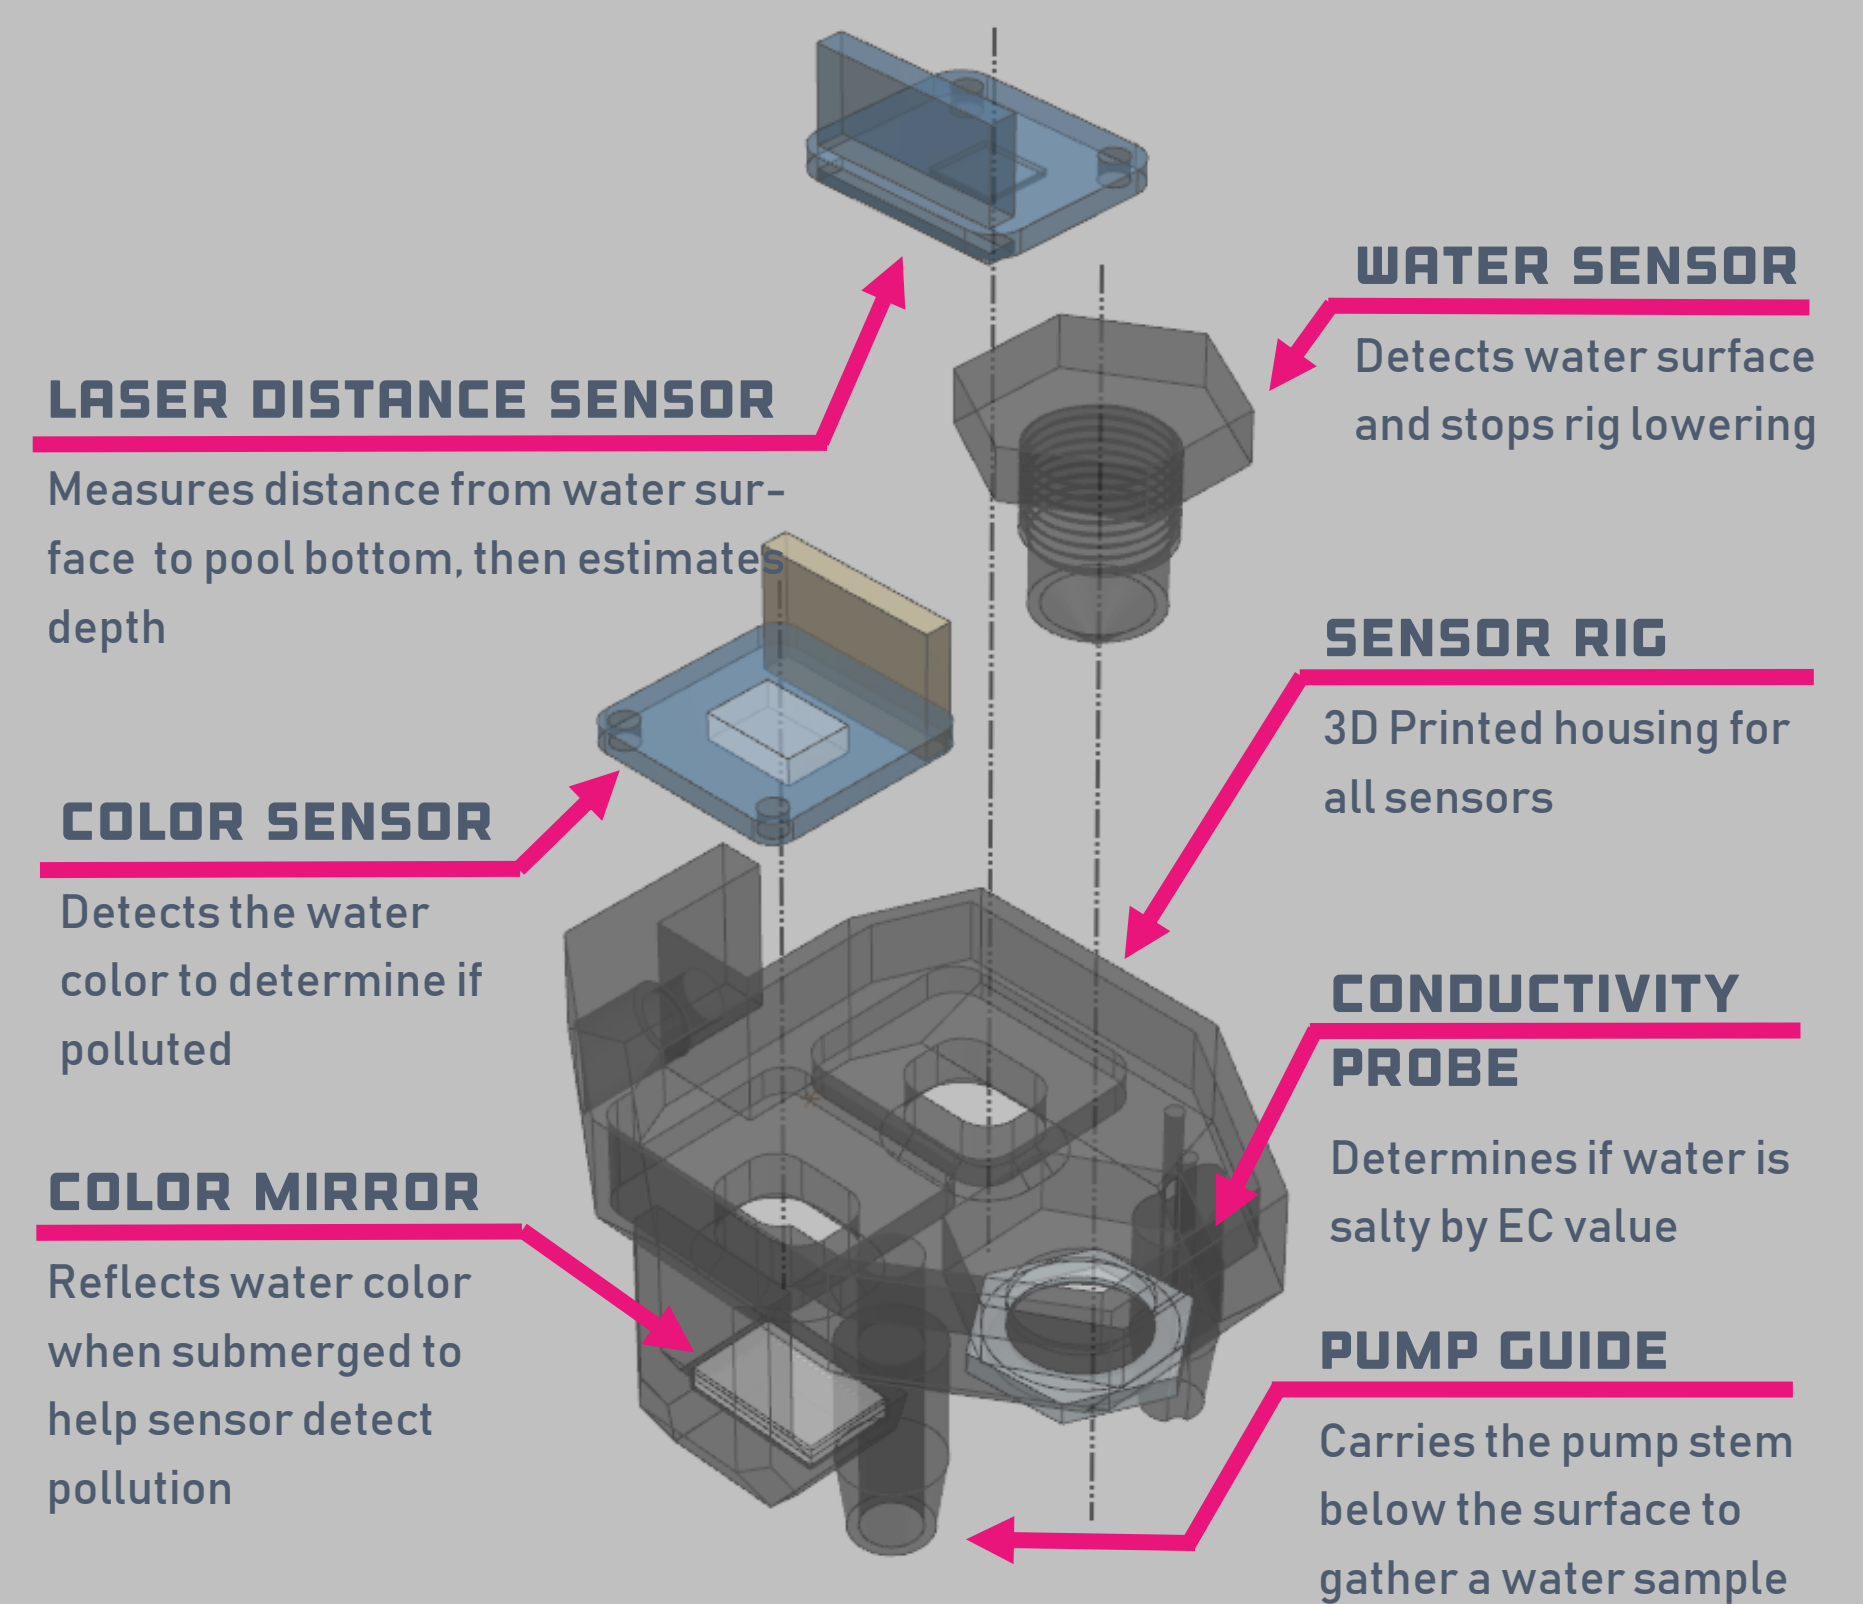 LASER DISTANCE SENSOR
Measures distance from water sur-
face to pool bottom, then estimates
depth
COLOR SENSOR
Detects the water
color to determine if
polluted
COLOR MIRROR
Reflects water color
when submerged to
help sensor detect
pollution
WATER SENSOR
Detects water surface
and stops rig lowering
SENSOR RIG
3D Printed housing for
all sensors
CONDUCTIVITY
PROBE
Determines if water is
salty by EC value
PUMP GUIDE
Carries the pump stem
below the surface to
gather a water sample